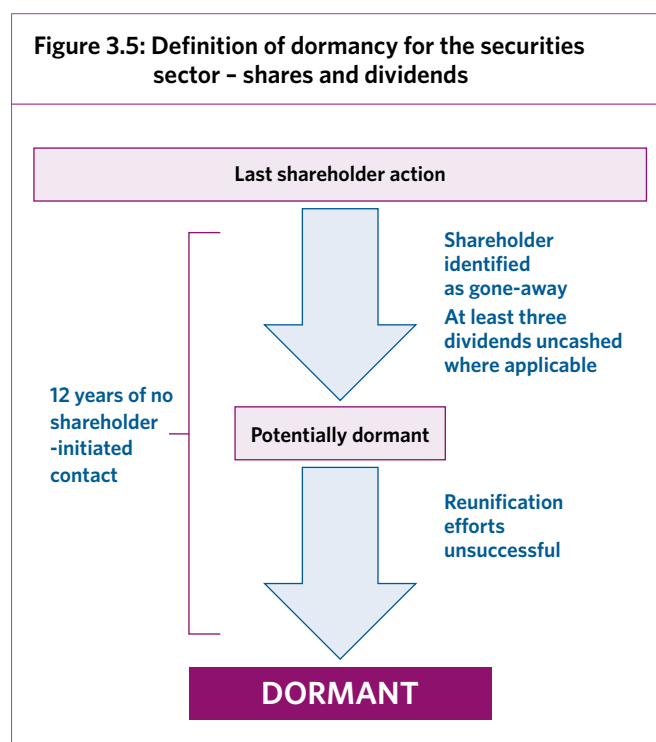 Figure 3.5: Definition of dormancy for the securities
sector – shares and dividends
Last shareholder action
Shareholder
identified
as gone-away
At least three
dividends uncashed
where applicable
12 years of no
shareholder
-initiated
contact
Potentially dormant
Reunification
efforts
unsuccessful
DORMANT